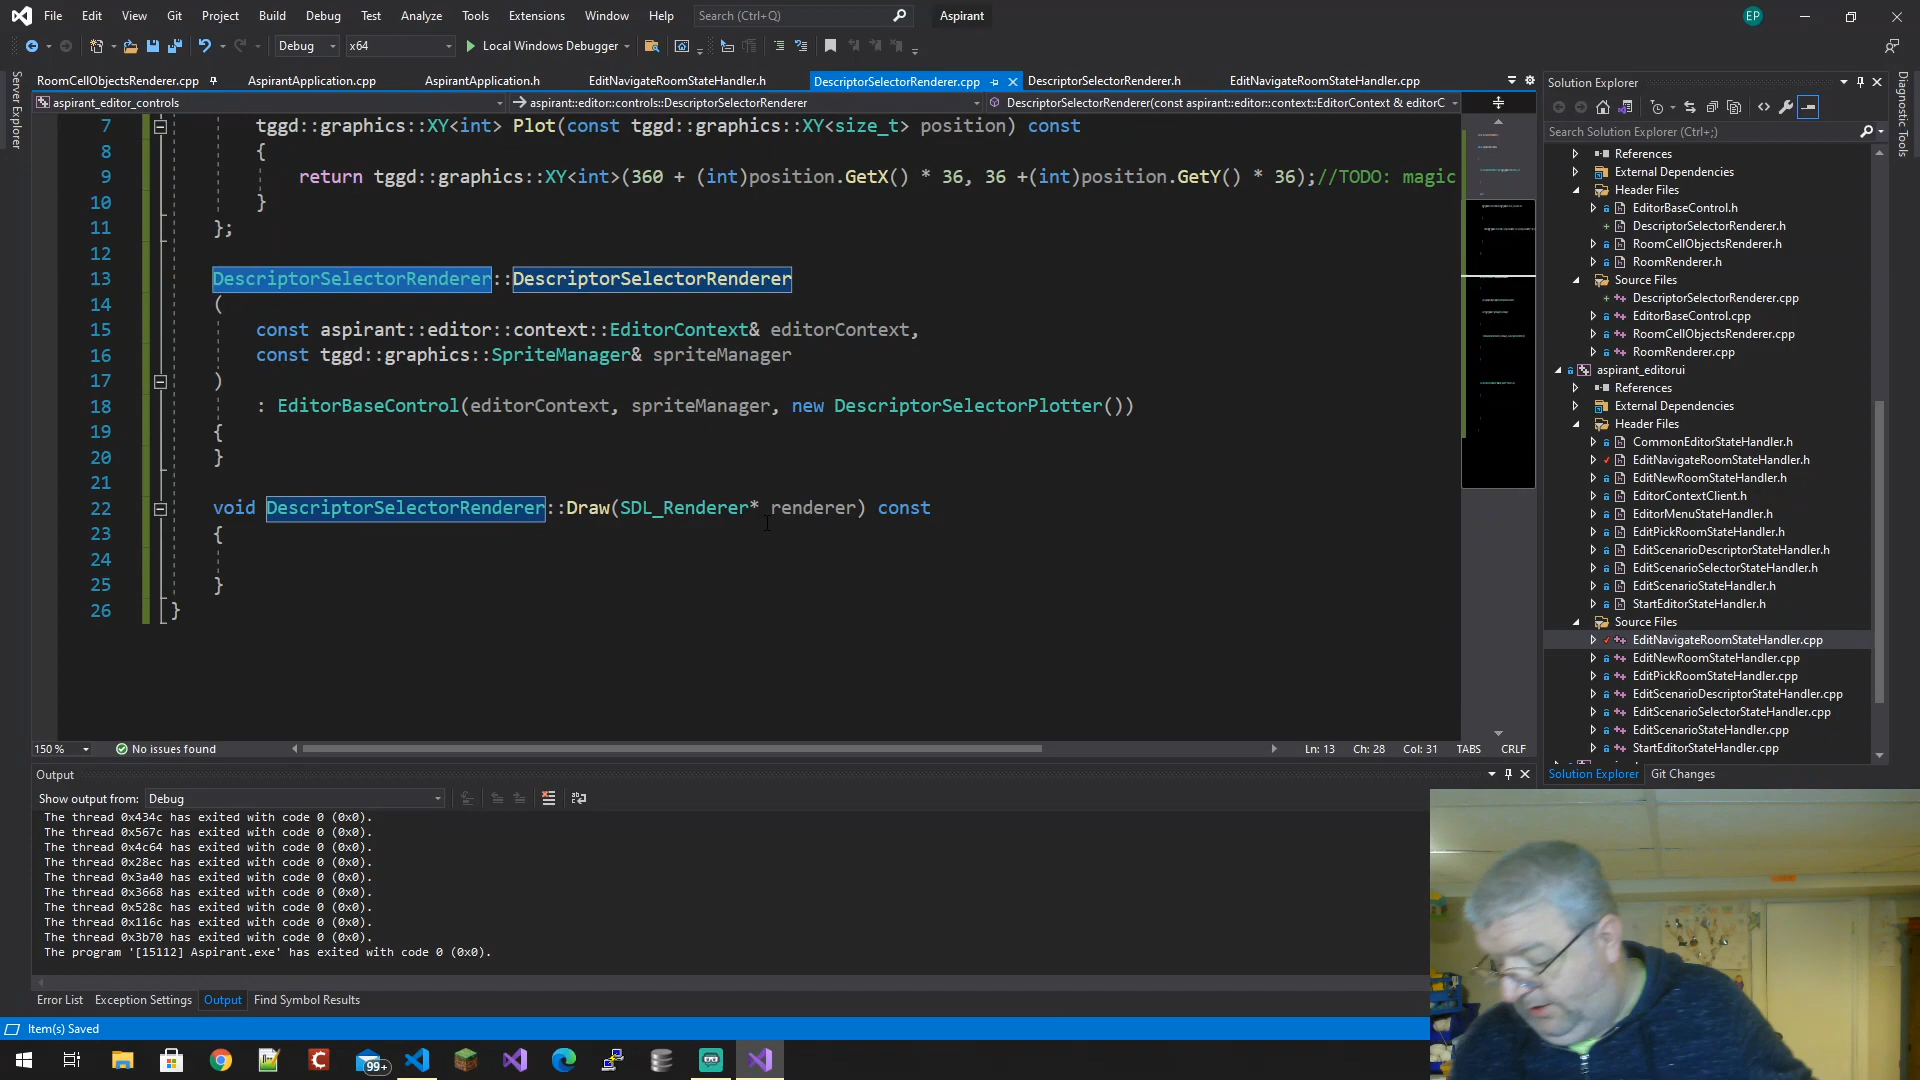 File Edit View Git Project Build Debug Test Analyze Tools Extensions Window Help Search (Ctrl+Q) Aspirant EP
Debug x64 Local Windows Debugger
RoomCellObjectsRenderer.cpp AspirantApplication.cpp AspirantApplication.h EditNavigateRoomStateHandler.h DescriptorSelectorRenderer.cpp DescriptorSelectorRenderer.h EditNavigateRoomStateHandler.cpp
aspirant_editor_controls aspirant::editor::controls::DescriptorSelectorRenderer DescriptorSelectorRenderer(const aspirant::editor::context::EditorContext & editorC
Server Explorer
7 tggd::graphics::XY<int> Plot(const tggd::graphics::XY<size_t> position) const
8 {
9 return tggd::graphics::XY<int>(360 + (int)position.GetX() * 36, 36 +(int)position.GetY() * 36);//TODO: magic
10 }
11 };
12
13 DescriptorSelectorRenderer::DescriptorSelectorRenderer
14 (
15 const aspirant::editor::context::EditorContext& editorContext,
16 const tggd::graphics::SpriteManager& spriteManager
17 )
18 : EditorBaseControl(editorContext, spriteManager, new DescriptorSelectorPlotter())
19 {
20 }
21
22 void DescriptorSelectorRenderer::Draw(SDL_Renderer* renderer) const
23 {
24
25 }
26 }
150 % No issues found Ln: 13 Ch: 28 Col: 31 TABS CRLF
Output
Show output from: Debug
The thread 0x434c has exited with code 0 (0x0).
The thread 0x567c has exited with code 0 (0x0).
The thread 0x4c64 has exited with code 0 (0x0).
The thread 0x28ec has exited with code 0 (0x0).
The thread 0x3a40 has exited with code 0 (0x0).
The thread 0x3668 has exited with code 0 (0x0).
The thread 0x528c has exited with code 0 (0x0).
The thread 0x116c has exited with code 0 (0x0).
The thread 0x3b70 has exited with code 0 (0x0).
The program '[15112] Aspirant.exe' has exited with code 0 (0x0).
Error List Exception Settings Output Find Symbol Results
Item(s) Saved
99+
Solution Explorer
Search Solution Explorer (Ctrl+;)
References
External Dependencies
Header Files
EditorBaseControl.h
DescriptorSelectorRenderer.h
RoomCellObjectsRenderer.h
RoomRenderer.h
Source Files
DescriptorSelectorRenderer.cpp
EditorBaseControl.cpp
RoomCellObjectsRenderer.cpp
RoomRenderer.cpp
aspirant_editorui
References
External Dependencies
Header Files
CommonEditorStateHandler.h
EditNavigateRoomStateHandler.h
EditNewRoomStateHandler.h
EditorContextClient.h
EditorMenuStateHandler.h
EditPickRoomStateHandler.h
EditScenarioDescriptorStateHandler.h
EditScenarioSelectorStateHandler.h
EditScenarioStateHandler.h
StartEditorStateHandler.h
Source Files
EditNavigateRoomStateHandler.cpp
EditNewRoomStateHandler.cpp
EditPickRoomStateHandler.cpp
EditScenarioDescriptorStateHandler.cpp
EditScenarioSelectorStateHandler.cpp
EditScenarioStateHandler.cpp
StartEditorStateHandler.cpp
Solution Explorer Git Changes
Diagnostic Tools